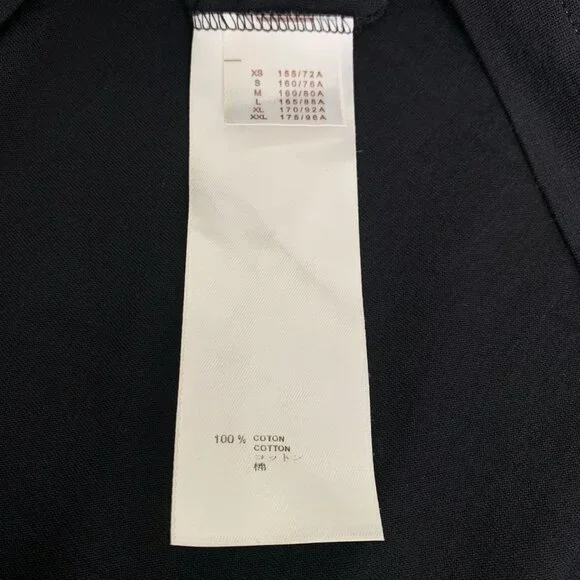 XS 155/72A
S 160/76A
M 160/80A
L 165/88A
XL 170/92A
XXL 175/96A
100 % COTON
COTTON
コットン
棉